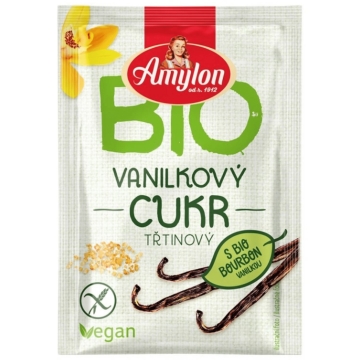 Amylon
od r. 1912
BIO
VANILKOVÝ
CUKR
TŘTINOVÝ
S BIO
BOURBON
VANILKOU
vegan